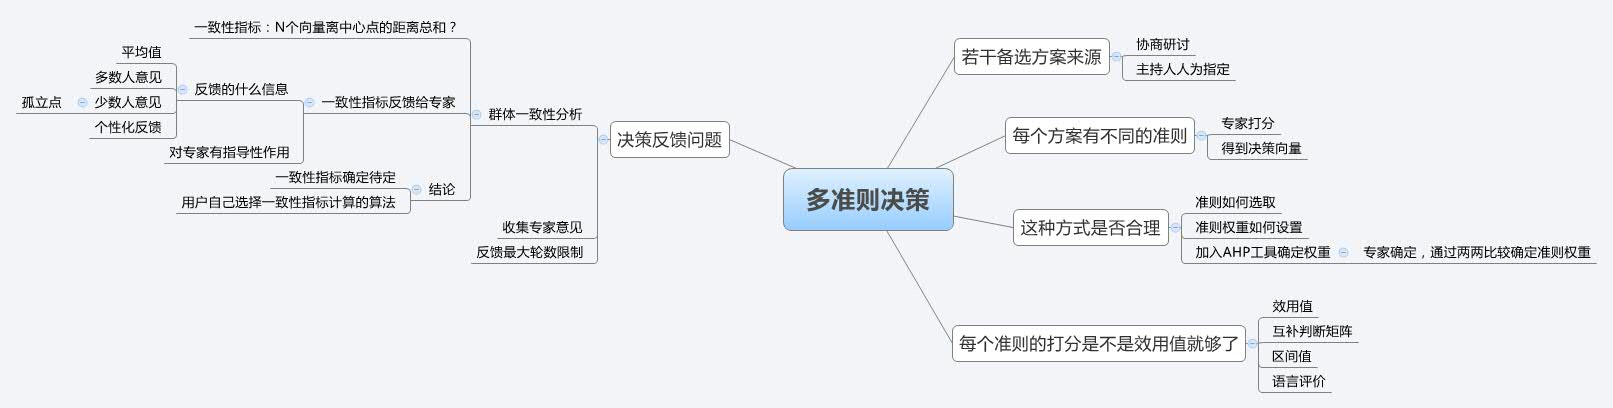 多准则决策
若干备选方案来源
协商研讨
主持人人为指定
每个方案有不同的准则
专家打分
得到决策向量
这种方式是否合理
准则如何选取
准则权重如何设置
加入AHP工具确定权重
专家确定，通过两两比较确定准则权重
每个准则的打分是不是效用值就够了
效用值
互补判断矩阵
区间值
语言评价
决策反馈问题
群体一致性分析
一致性指标：N个向量离中心点的距离总和？
一致性指标反馈给专家
反馈的什么信息
平均值
多数人意见
少数人意见
孤立点
个性化反馈
对专家有指导性作用
结论
一致性指标确定待定
用户自己选择一致性指标计算的算法
收集专家意见
反馈最大轮数限制